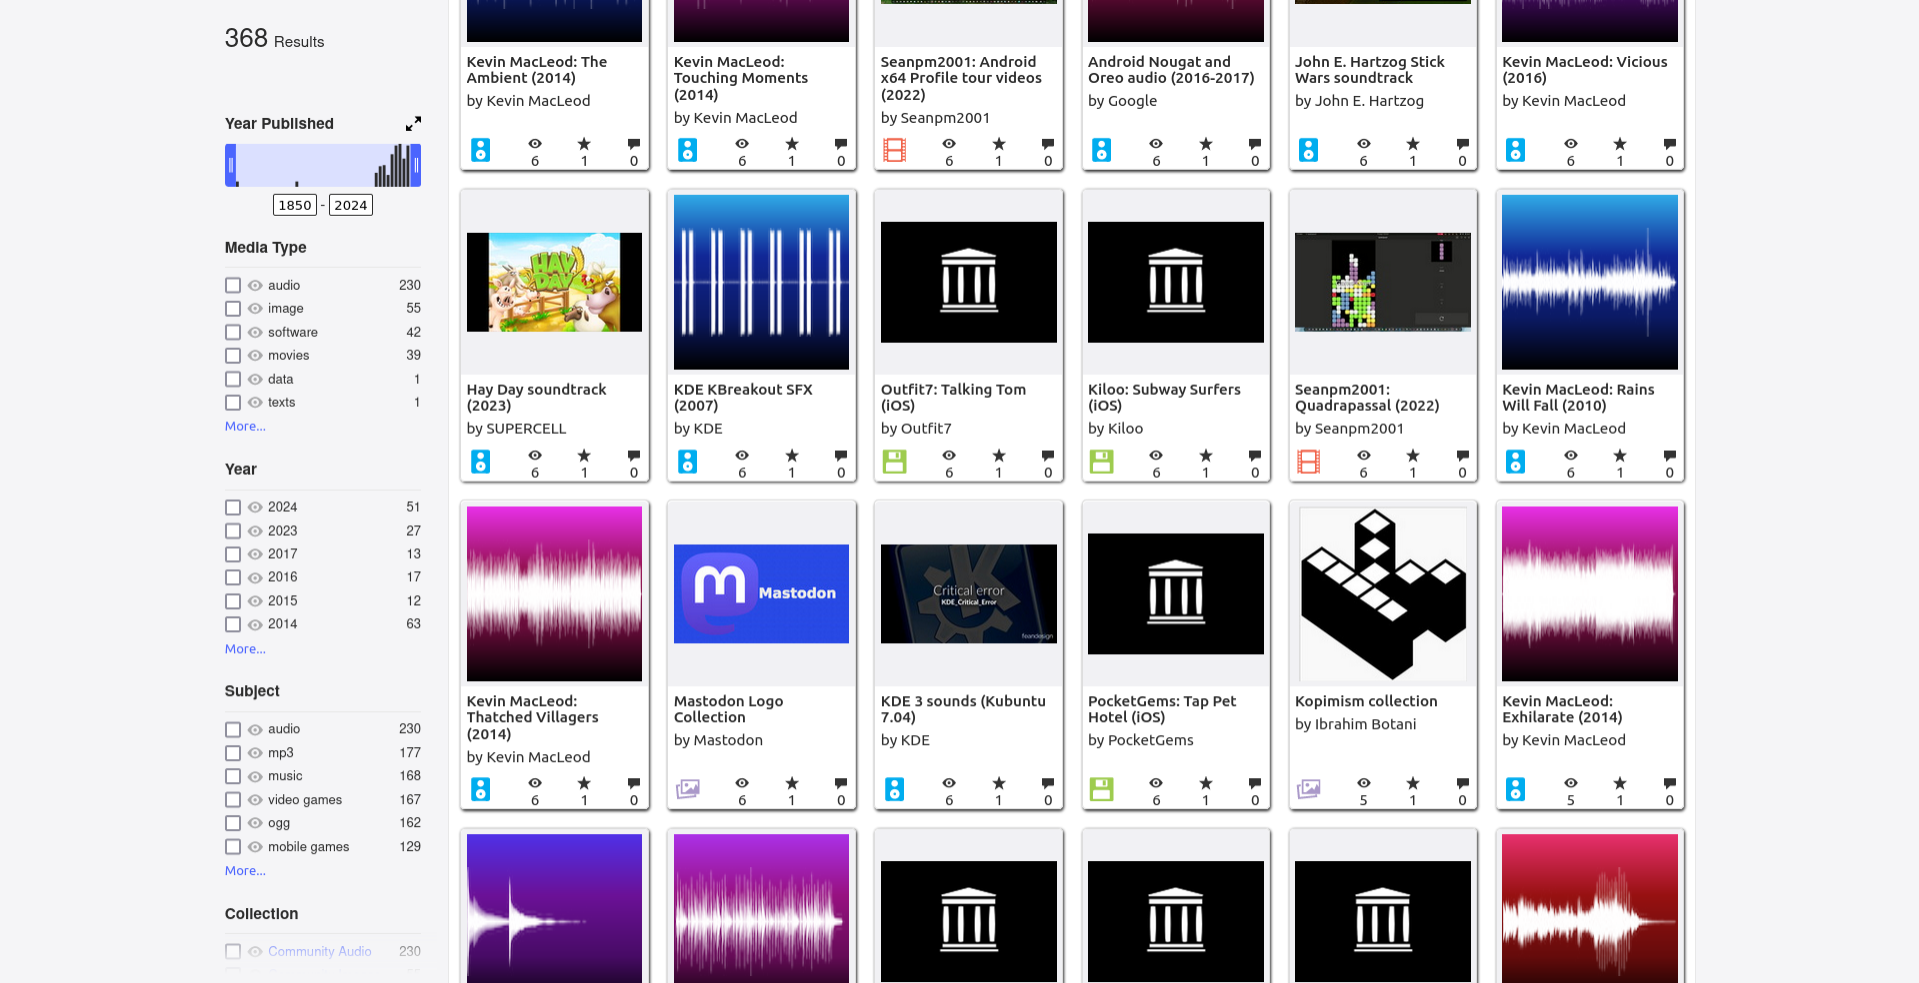 368 Results
Year Published
1850 - 2024
Media Type
audio 230
image 55
software 42
movies 39
data 1
texts 1
More...
Year
2024 51
2023 27
2017 13
2016 17
2015 12
2014 63
More...
Subject
audio 230
mp3 177
music 168
video games 167
ogg 162
mobile games 129
More...
Collection
Community Audio 230
Kevin MacLeod: The
Ambient (2014)
by Kevin MacLeod
6 1 0
Kevin MacLeod:
Touching Moments
(2014)
by Kevin MacLeod
6 1 0
Seanpm2001: Android
x64 Profile tour videos
(2022)
by Seanpm2001
6 1 0
Android Nougat and
Oreo audio (2016-2017)
by Google
6 1 0
John E. Hartzog Stick
Wars soundtrack
by John E. Hartzog
6 1 0
Kevin MacLeod: Vicious
(2016)
by Kevin MacLeod
6 1 0
HAY
DAY
Hay Day soundtrack
(2023)
by SUPERCELL
6 1 0
KDE KBreakout SFX
(2007)
by KDE
6 1 0
Outfit7: Talking Tom
(iOS)
by Outfit7
6 1 0
Kiloo: Subway Surfers
(iOS)
by Kiloo
6 1 0
Seanpm2001:
Quadrapassal (2022)
by Seanpm2001
6 1 0
Kevin MacLeod: Rains
Will Fall (2010)
by Kevin MacLeod
6 1 0
Kevin MacLeod:
Thatched Villagers
(2014)
by Kevin MacLeod
6 1 0
Mastodon
Mastodon Logo
Collection
by Mastodon
6 1 0
Critical error
KDE_Critical_Error
feandesign
KDE 3 sounds (Kubuntu
7.04)
by KDE
6 1 0
PocketGems: Tap Pet
Hotel (iOS)
by PocketGems
6 1 0
Kopimism collection
by Ibrahim Botani
5 1 0
Kevin MacLeod:
Exhilarate (2014)
by Kevin MacLeod
5 1 0